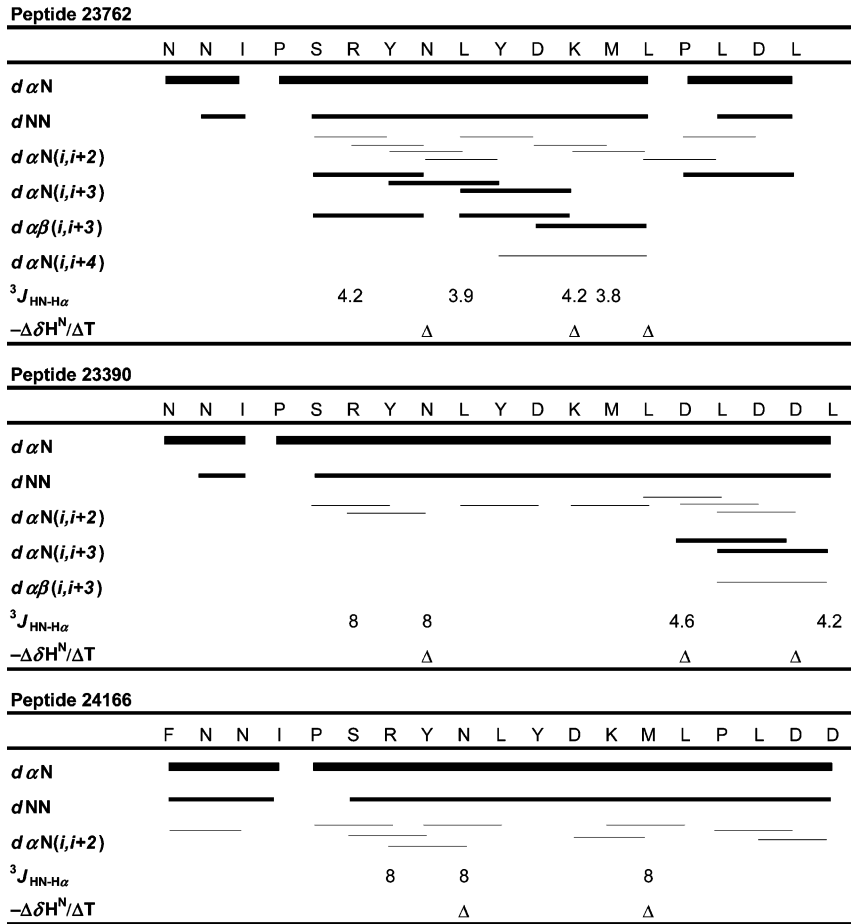 Peptide 23762
N N I P S R Y N L Y D K M L P L D L
dαN
dNN
dαN(i,i+2)
dαN(i,i+3)
dαβ(i,i+3)
dαN(i,i+4)
³J HN-Hα 4.2 3.9 4.2 3.8
−ΔδHᴺ/ΔT Δ Δ Δ
Peptide 23390
N N I P S R Y N L Y D K M L D L D D L
dαN
dNN
dαN(i,i+2)
dαN(i,i+3)
dαβ(i,i+3)
³J HN-Hα 8 8 4.6 4.2
−ΔδHᴺ/ΔT Δ Δ Δ
Peptide 24166
F N N I P S R Y N L Y D K M L P L D D
dαN
dNN
dαN(i,i+2)
³J HN-Hα 8 8 8
−ΔδHᴺ/ΔT Δ Δ